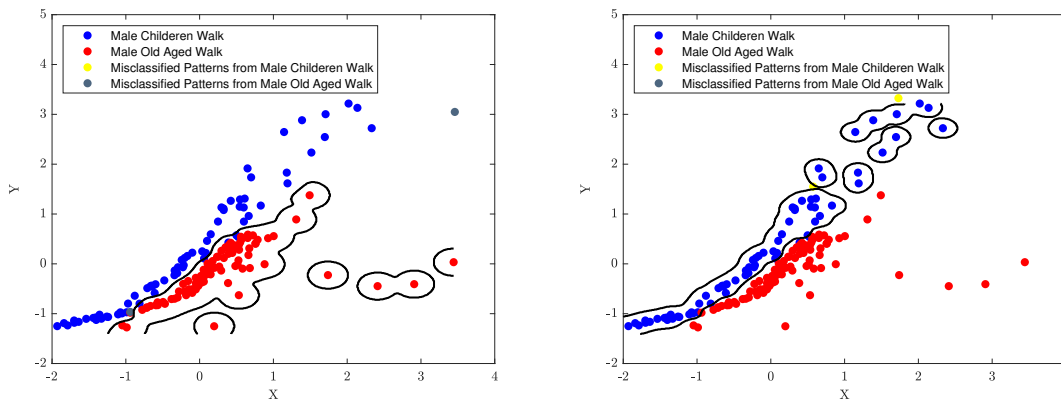 5
4
3
2
1
0
-1
-2
-2
-1
0
1
2
3
4
X
Y
Male Childeren Walk
Male Old Aged Walk
Misclassified Patterns from Male Childeren Walk
Misclassified Patterns from Male Old Aged Walk
5
4
3
2
1
0
-1
-2
-2
-1
0
1
2
3
4
X
Y
Male Childeren Walk
Male Old Aged Walk
Misclassified Patterns from Male Childeren Walk
Misclassified Patterns from Male Old Aged Walk